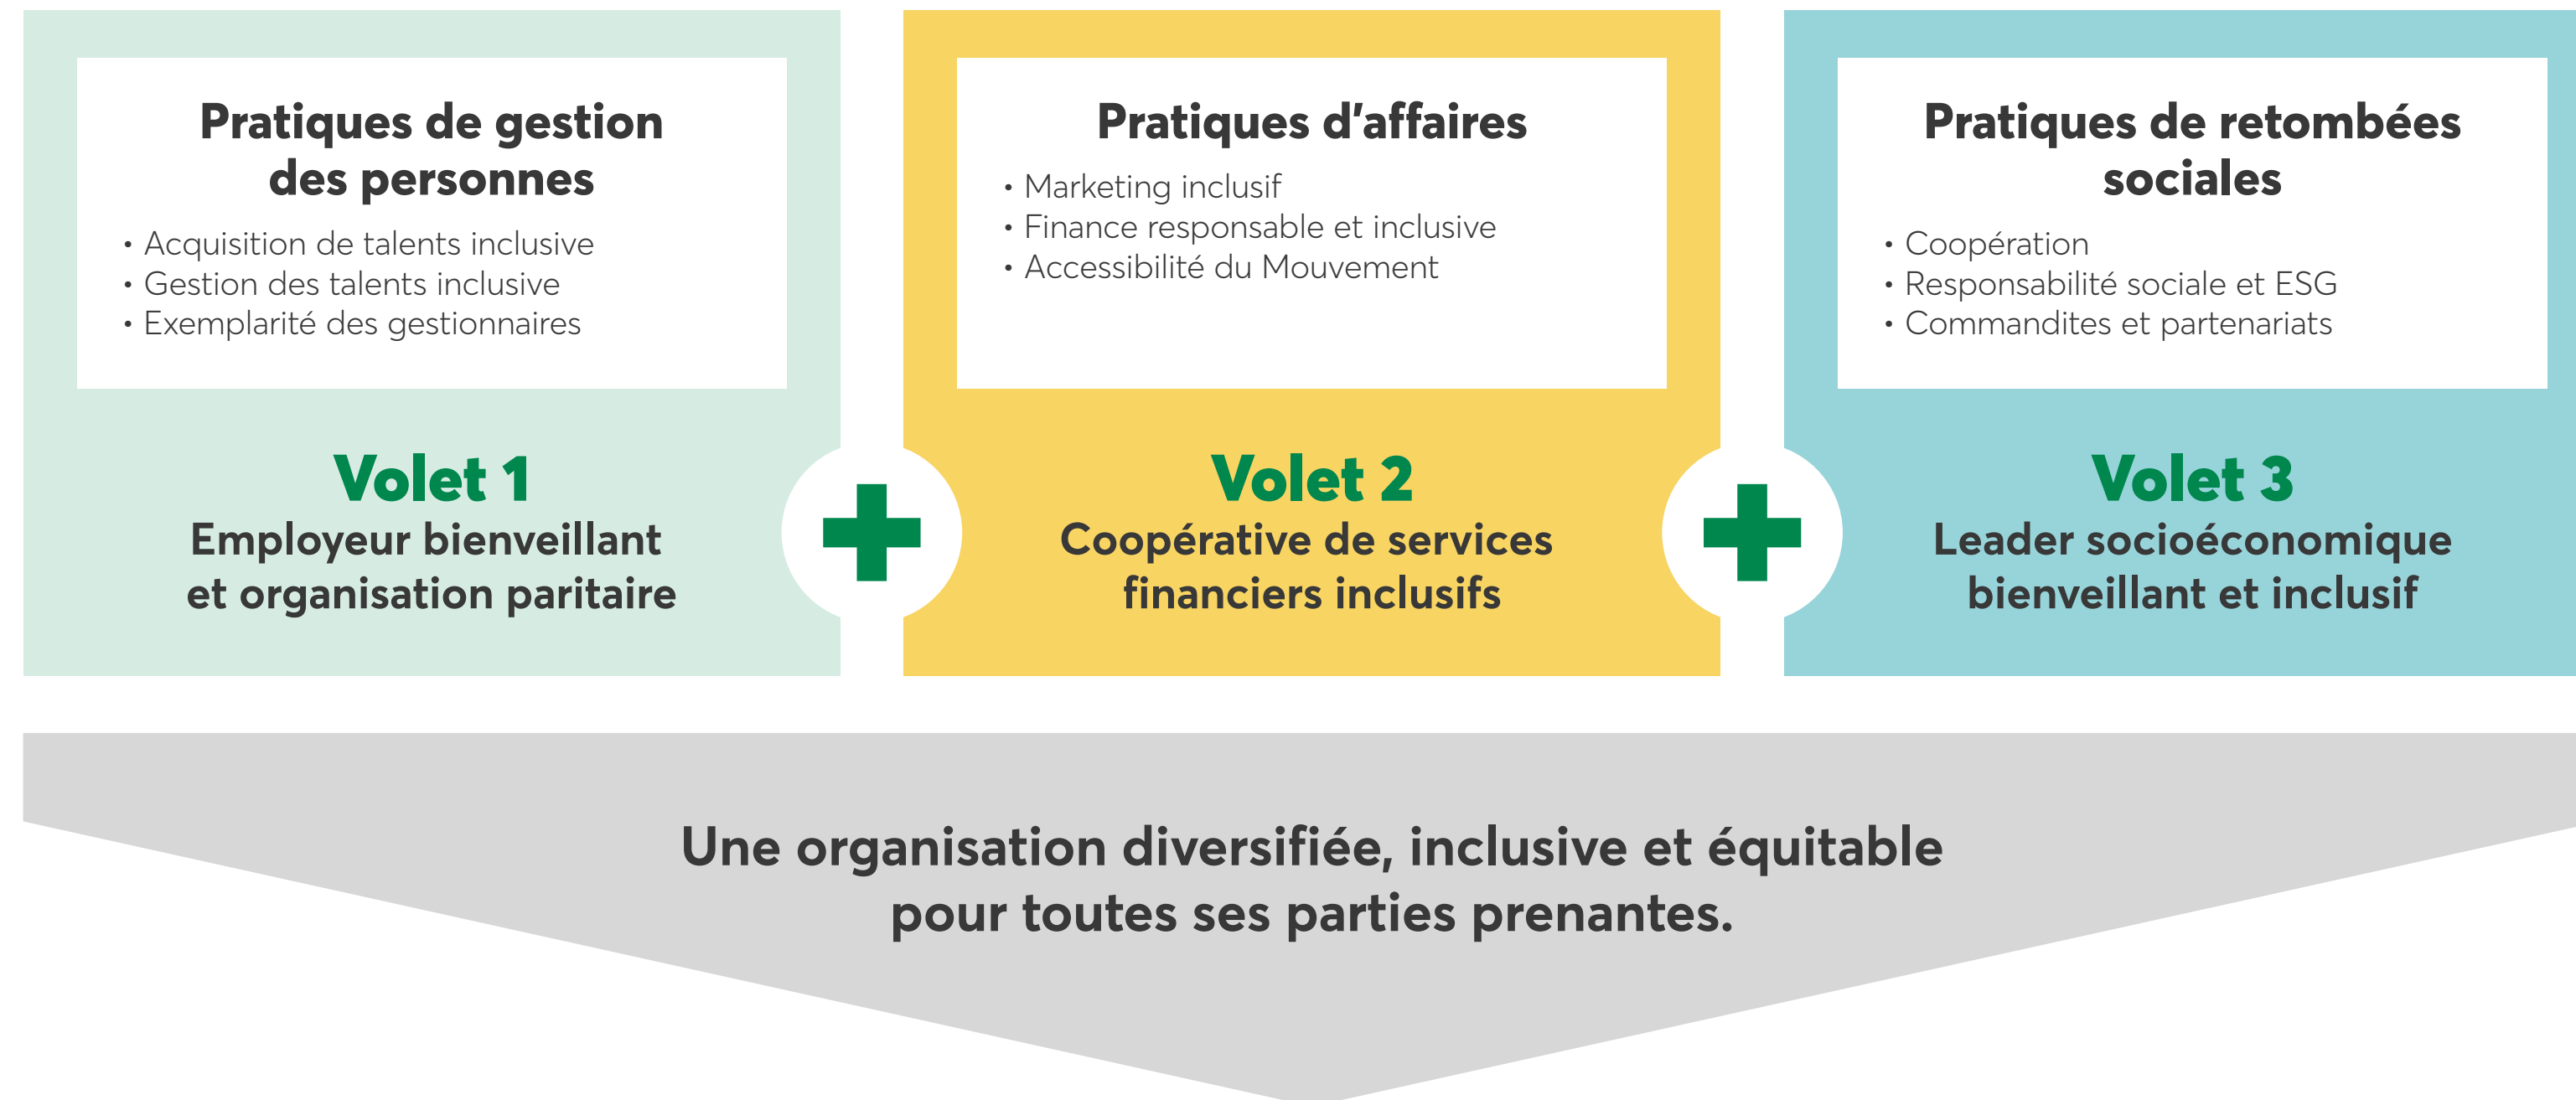 Pratiques de gestion
des personnes
• Acquisition de talents inclusive
• Gestion des talents inclusive
• Exemplarité des gestionnaires
Volet 1
Employeur bienveillant
et organisation paritaire
Pratiques d'affaires
• Marketing inclusif
• Finance responsable et inclusive
• Accessibilité du Mouvement
Volet 2
Coopérative de services
financiers inclusifs
Pratiques de retombées
sociales
• Coopération
• Responsabilité sociale et ESG
• Commandites et partenariats
Volet 3
Leader socioéconomique
bienveillant et inclusif
Une organisation diversifiée, inclusive et équitable
pour toutes ses parties prenantes.